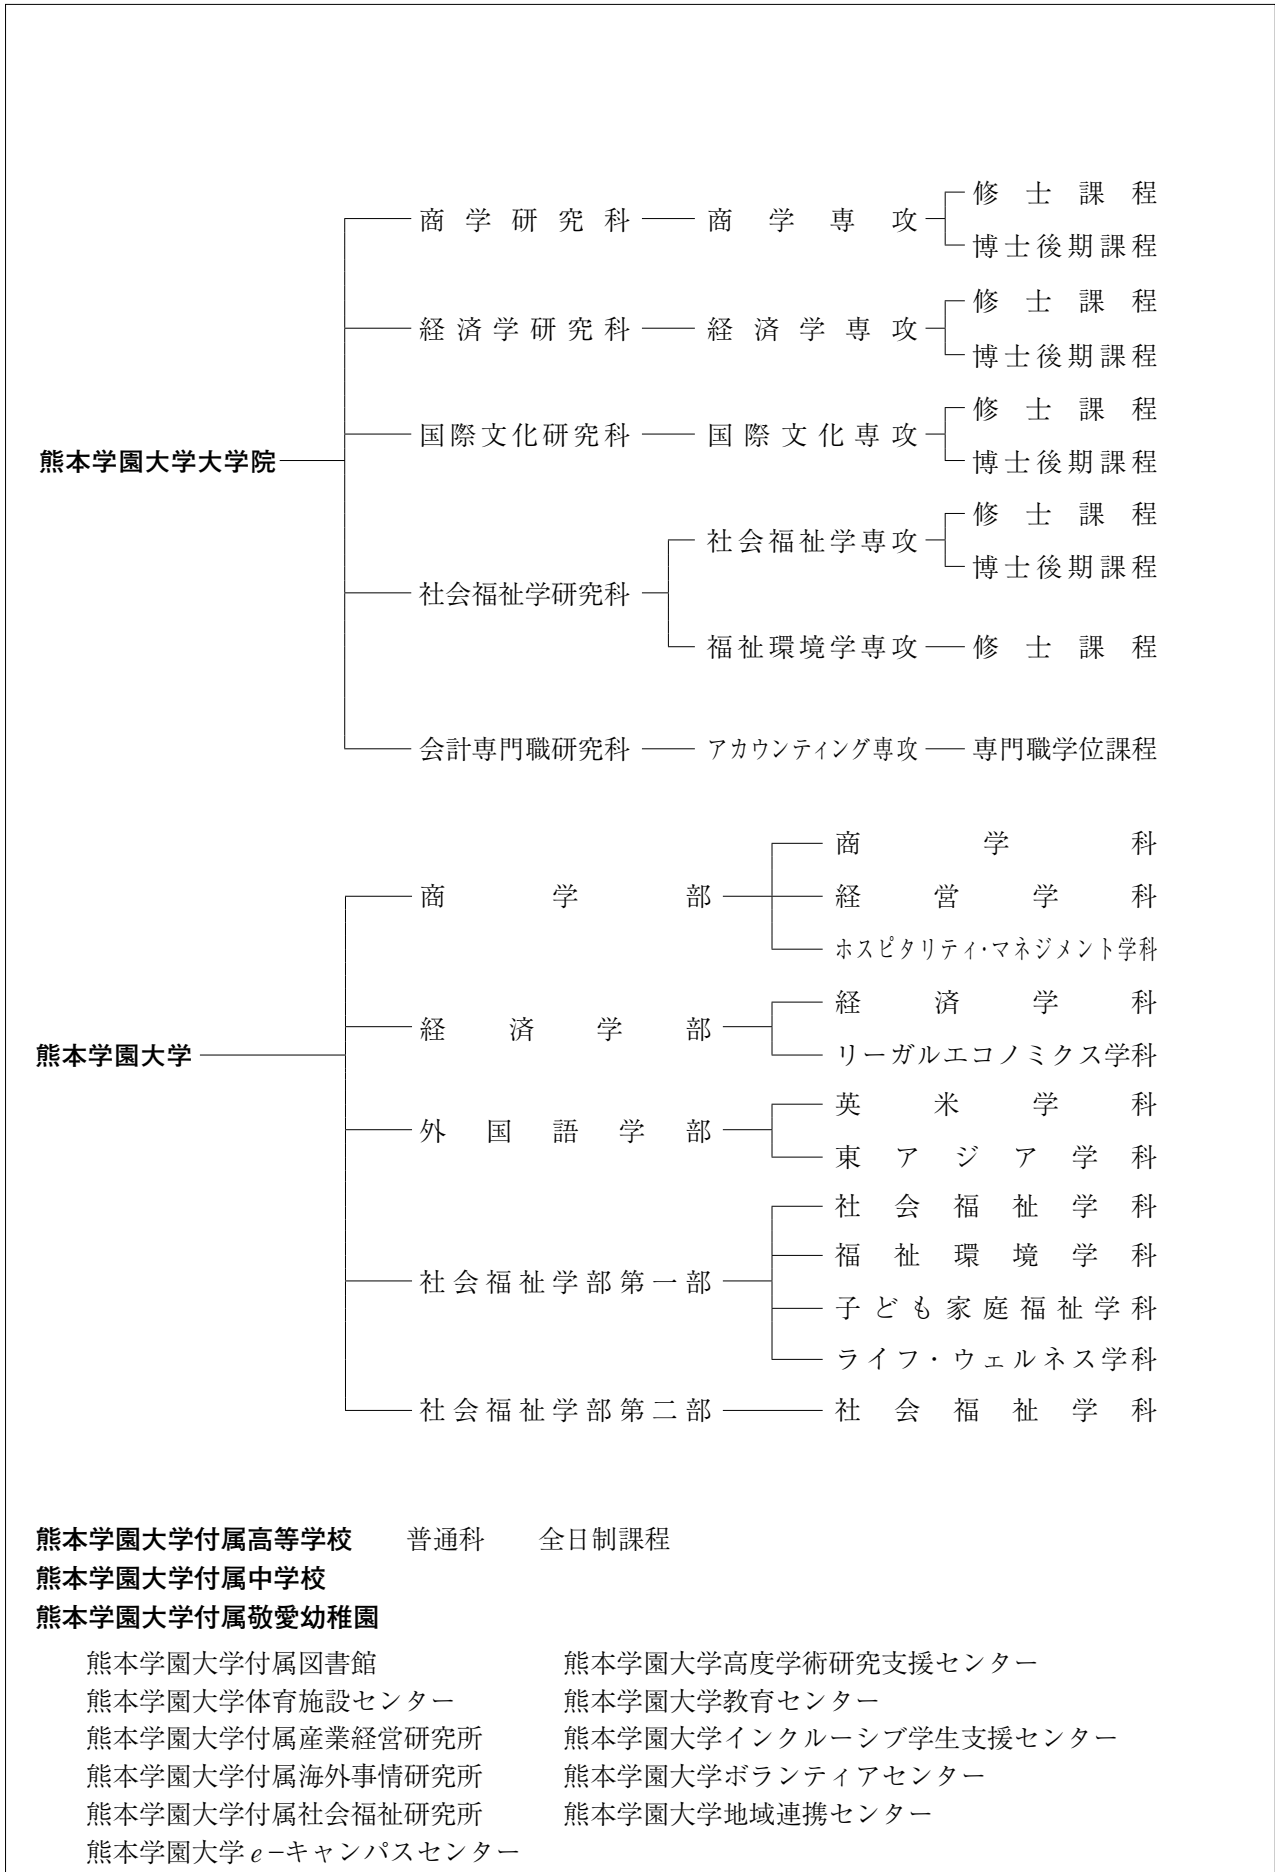 修士課程
商学研究科 商学専攻
博士後期課程
修士課程
経済学研究科 経済学専攻
博士後期課程
修士課程
国際文化研究科 国際文化専攻
博士後期課程
熊本学園大学大学院
修士課程
社会福祉学専攻
博士後期課程
社会福祉学研究科
福祉環境学専攻 修士課程
会計専門職研究科 アカウンティング専攻 専門職学位課程
商学科
商学部 経営学科
ホスピタリティ・マネジメント学科
経済学科
経済学部
熊本学園大学 リーガルエコノミクス学科
英米学科
外国語学部
東アジア学科
社会福祉学科
福祉環境学科
社会福祉学部第一部
子ども家庭福祉学科
ライフ・ウェルネス学科
社会福祉学部第二部 社会福祉学科
熊本学園大学付属高等学校 普通科 全日制課程
熊本学園大学付属中学校
熊本学園大学付属敬愛幼稚園
熊本学園大学付属図書館 熊本学園大学高度学術研究支援センター
熊本学園大学体育施設センター 熊本学園大学教育センター
熊本学園大学付属産業経営研究所 熊本学園大学インクルーシブ学生支援センター
熊本学園大学付属海外事情研究所 熊本学園大学ボランティアセンター
熊本学園大学付属社会福祉研究所 熊本学園大学地域連携センター
熊本学園大学e−キャンパスセンター